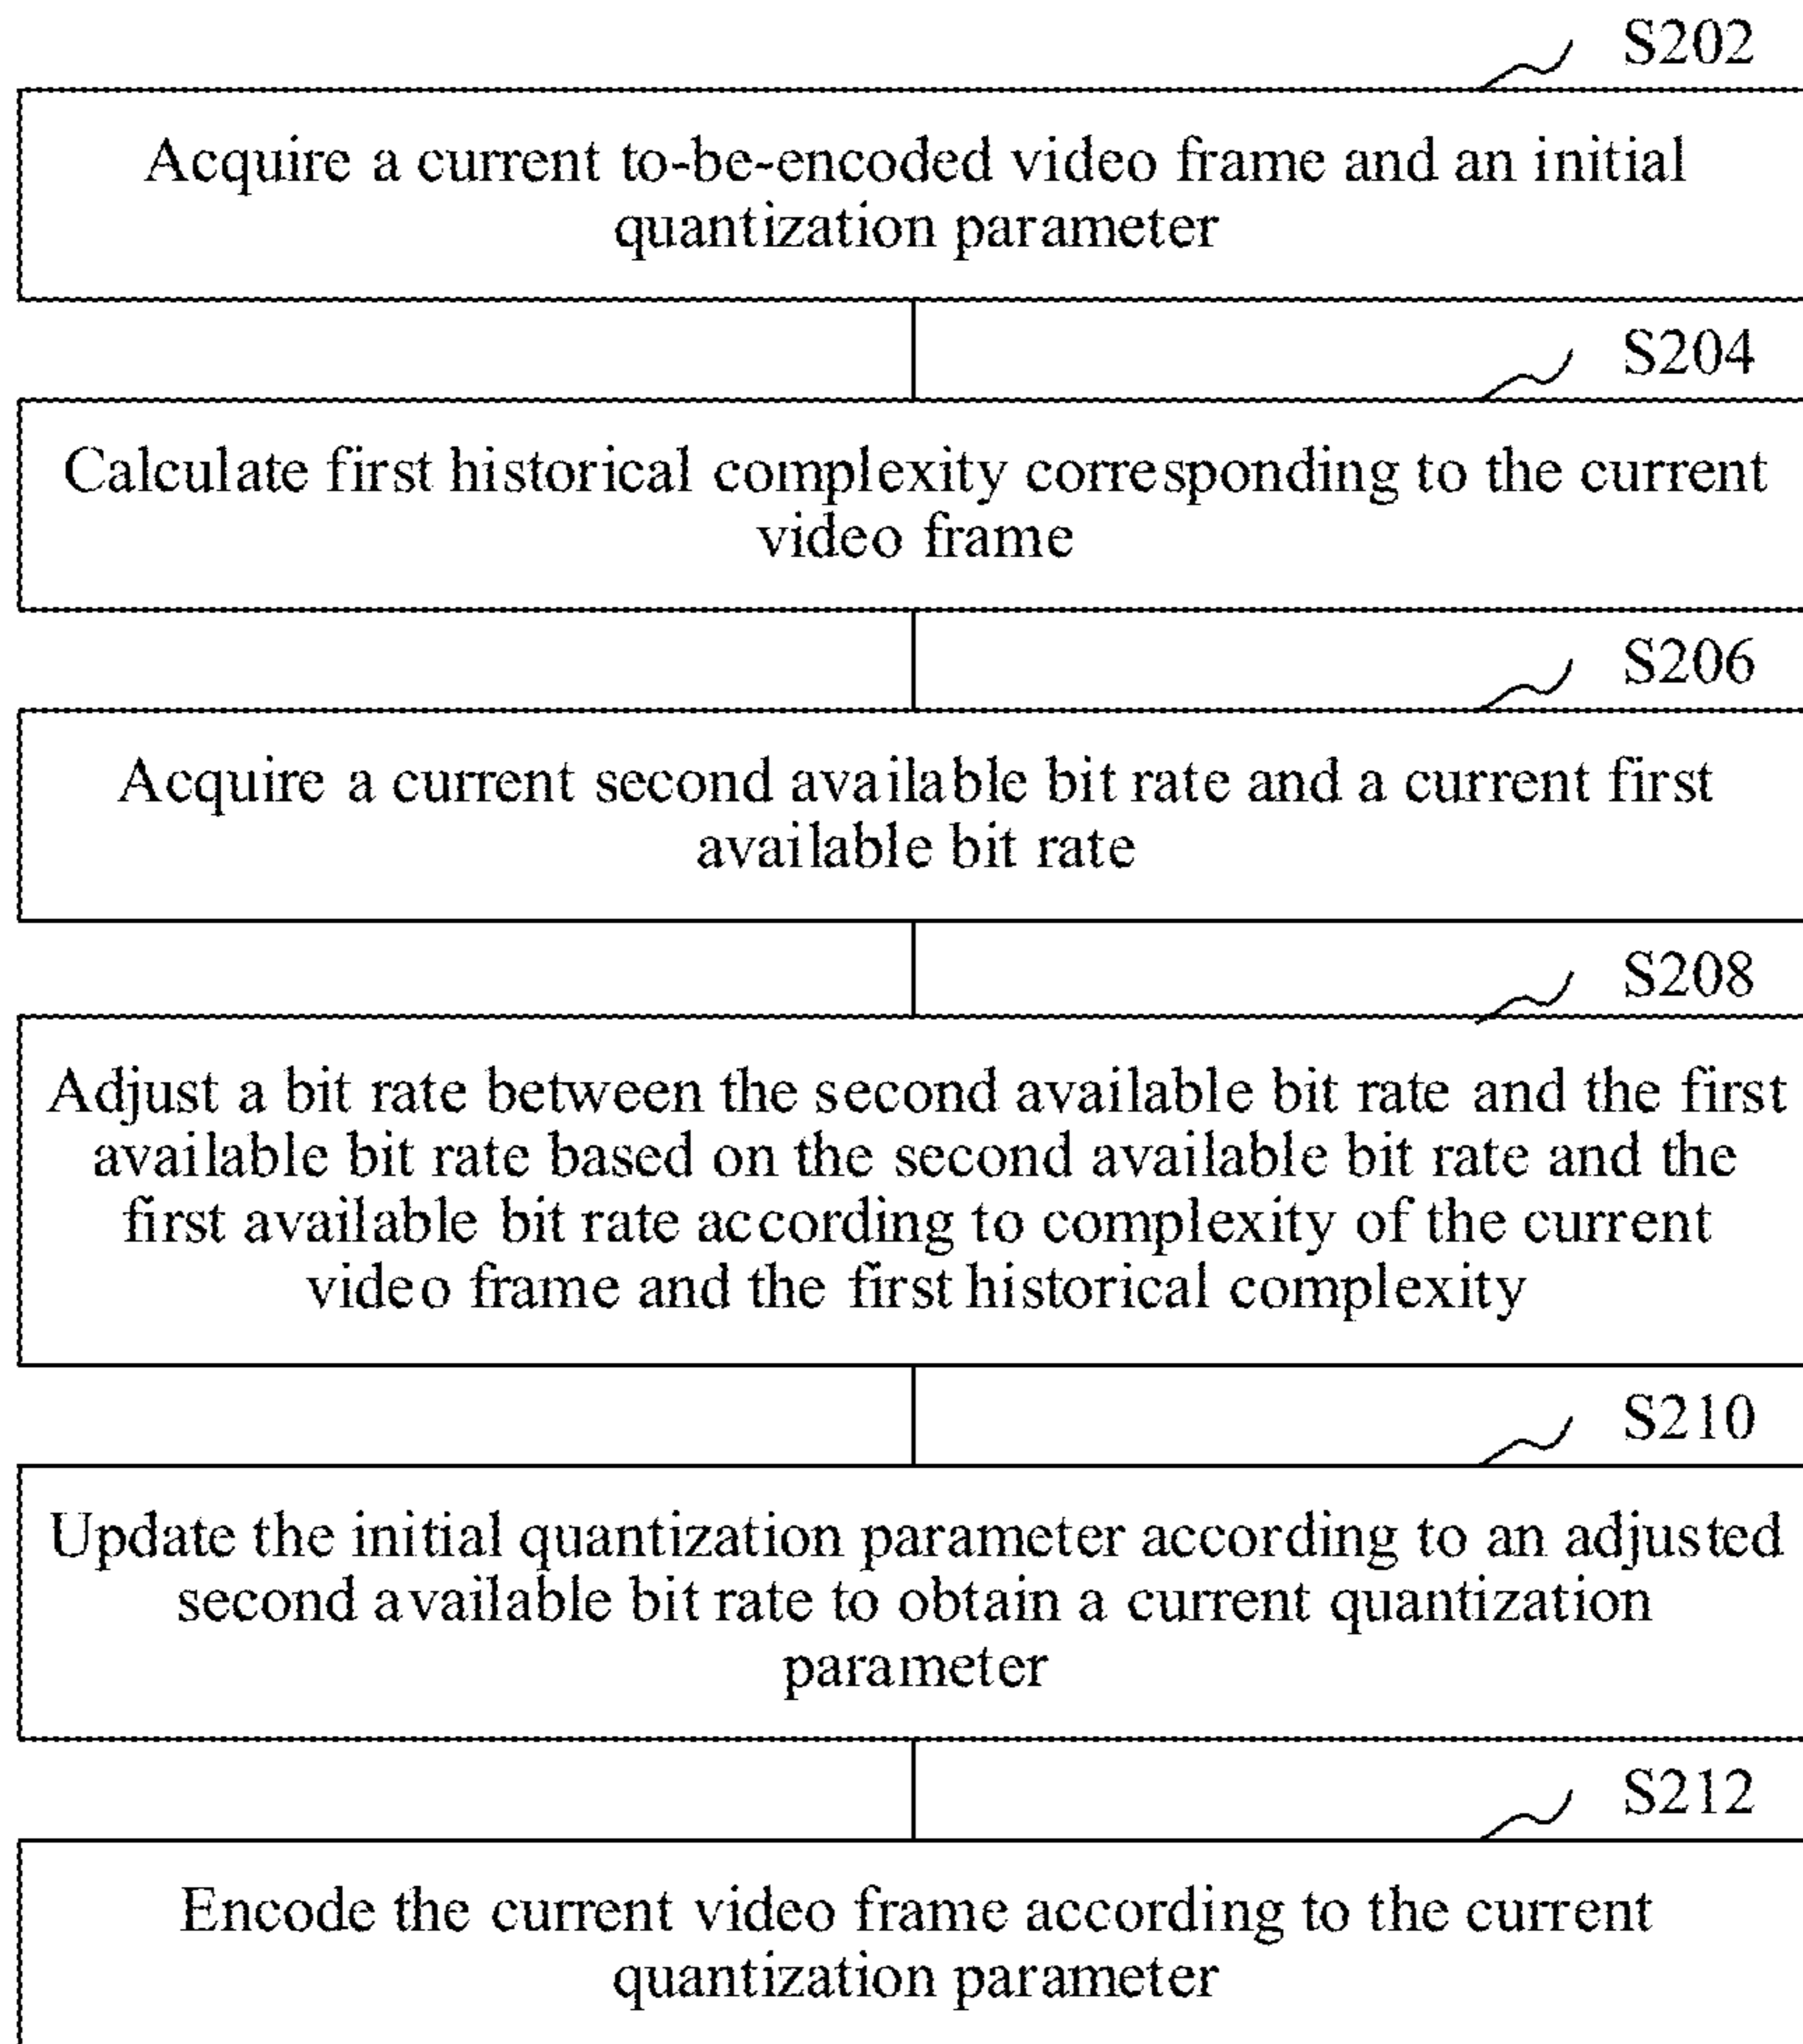 S202
Acquire a current to-be-encoded video frame and an initial
quantization parameter
S204
Calculate first historical complexity corresponding to the current
video frame
S206
Acquire a current second available bit rate and a current first
available bit rate
S208
Adjust a bit rate between the second available bit rate and the first
available bit rate based on the second available bit rate and the
first available bit rate according to complexity of the current
video frame and the first historical complexity
S210
Update the initial quantization parameter according to an adjusted
second available bit rate to obtain a current quantization
parameter
S212
Encode the current video frame according to the current
quantization parameter